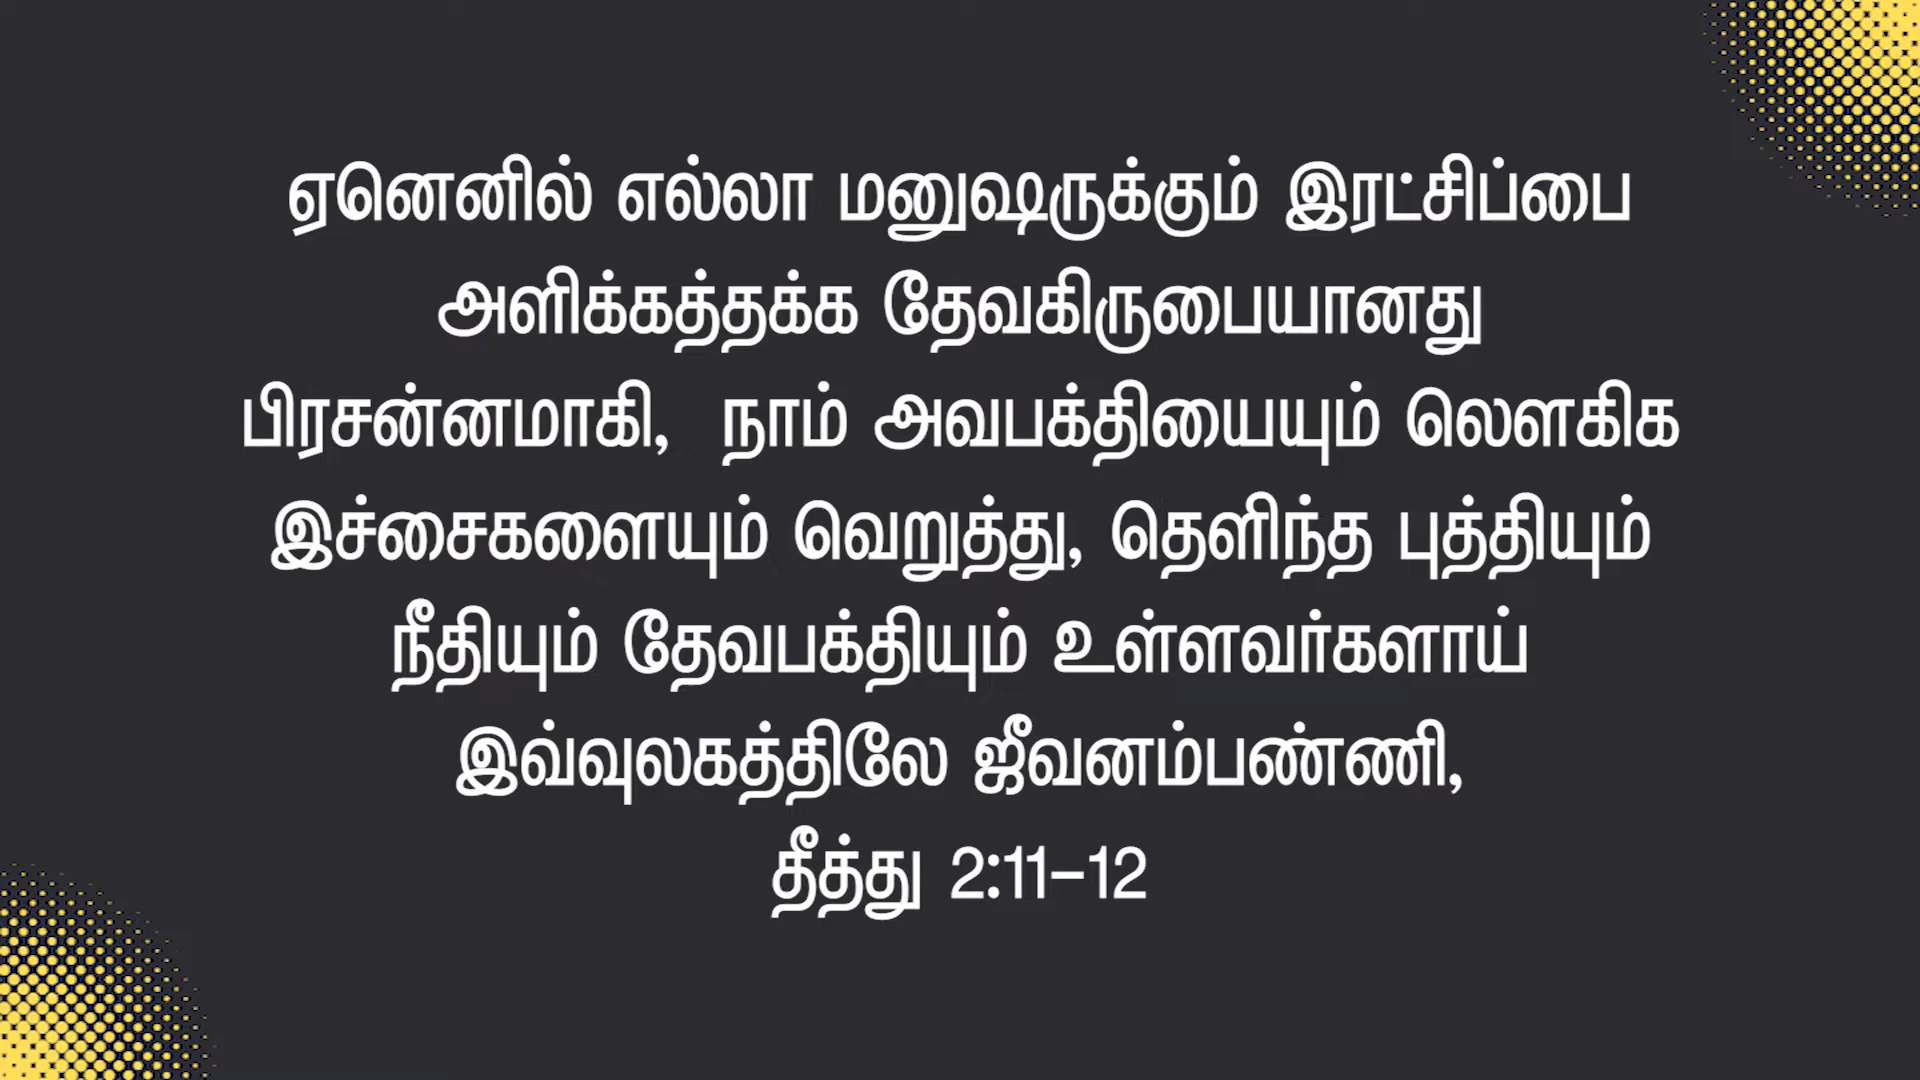 ஏனெனில் எல்லா மனுஷருக்கும் இரட்சிப்பை
அளிக்கத்தக்க தேவகிருபையானது
பிரசன்னமாகி, நாம் அவபக்தியையும் லௌகிக
இச்சைகளையும் வெறுத்து, தெளிந்த புத்தியும்
நீதியும் தேவபக்தியும் உள்ளவர்களாய்
இவ்வுலகத்திலே ஜீவனம்பண்ணி,
தீத்து 2:11-12